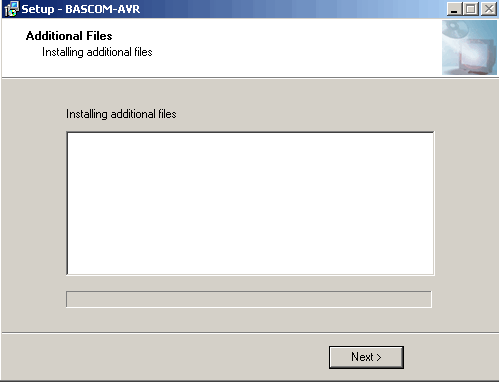 Setup - BASCOM-AVR
Additional Files
Installing additional files
Installing additional files
Next >